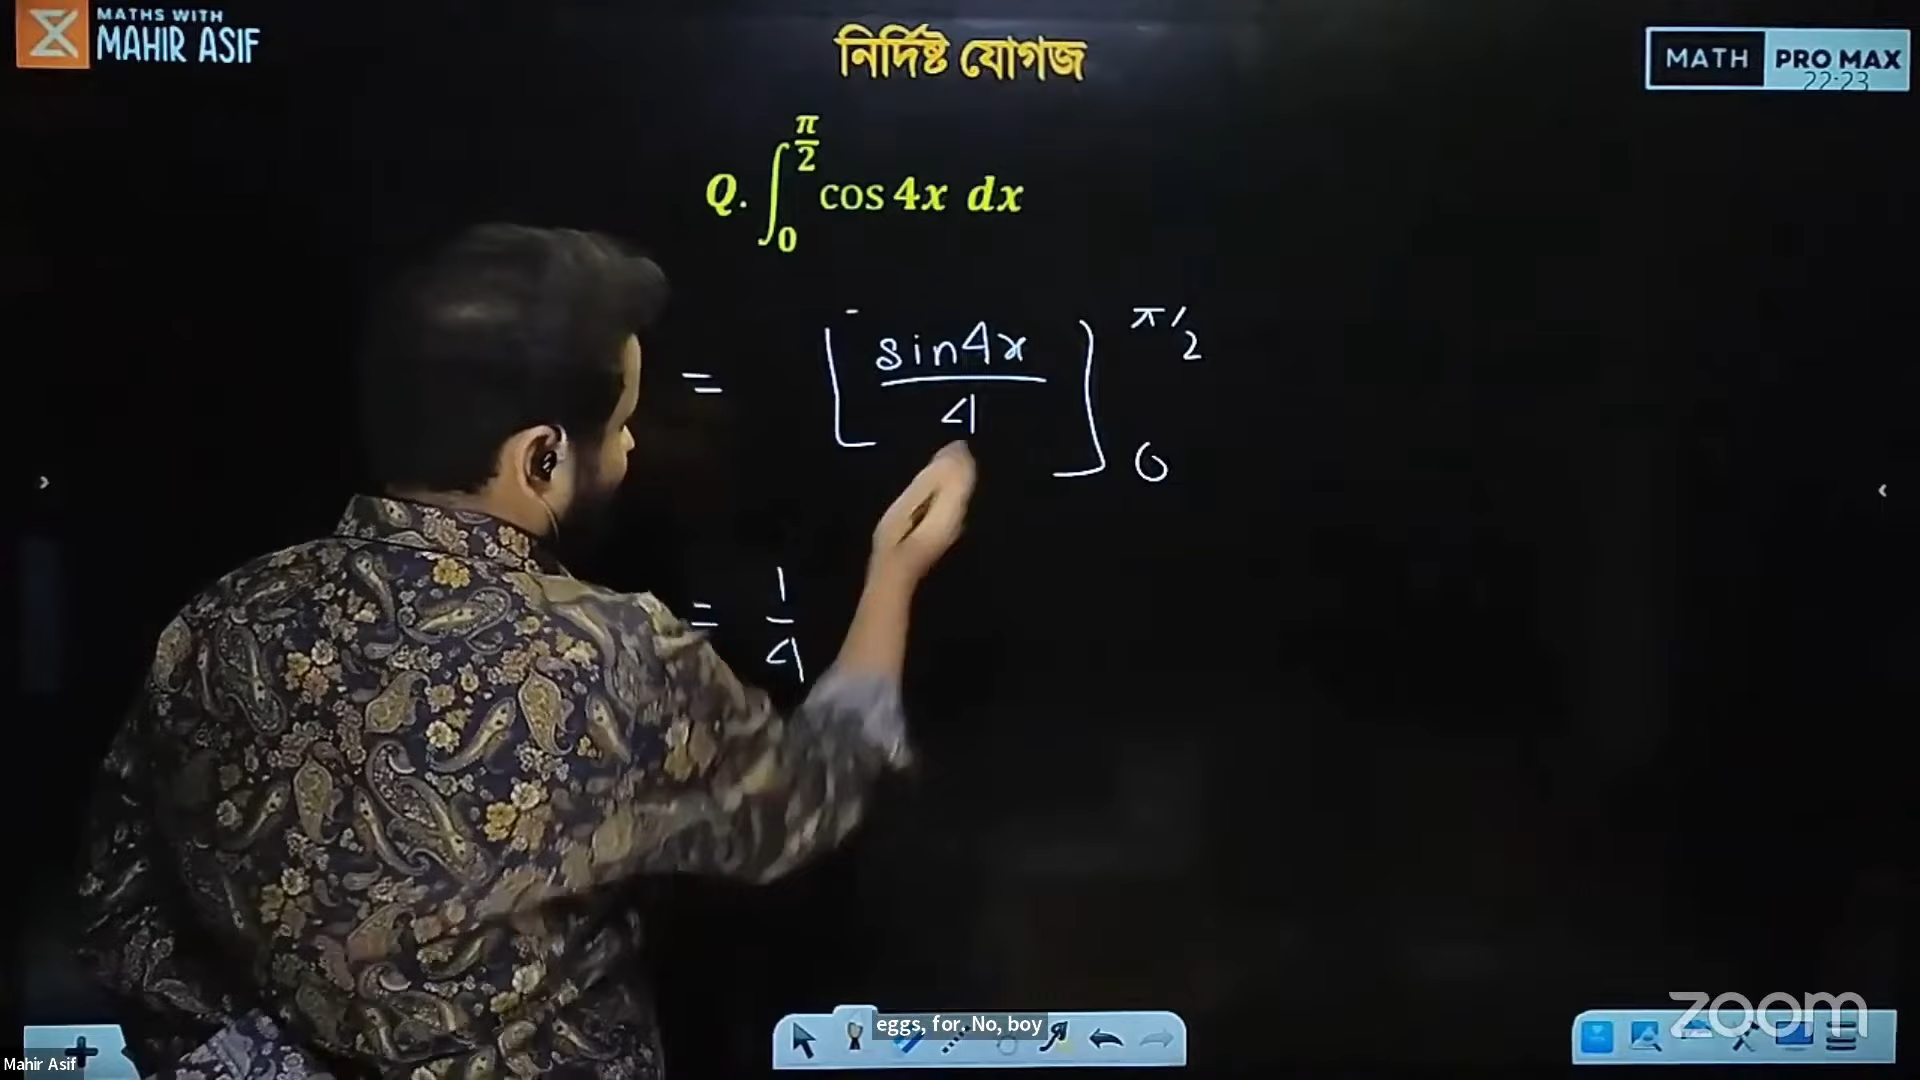 MATHS WITH
MAHIR ASIF
নির্দিষ্ট যোগজ
MATH PRO MAX
22:23
Q. ∫₀^{π/2} cos 4x dx
= [sin4x / 4]₀^{π/2}
= 1/4
eggs, for. No, boy
zoom
Mahir Asif